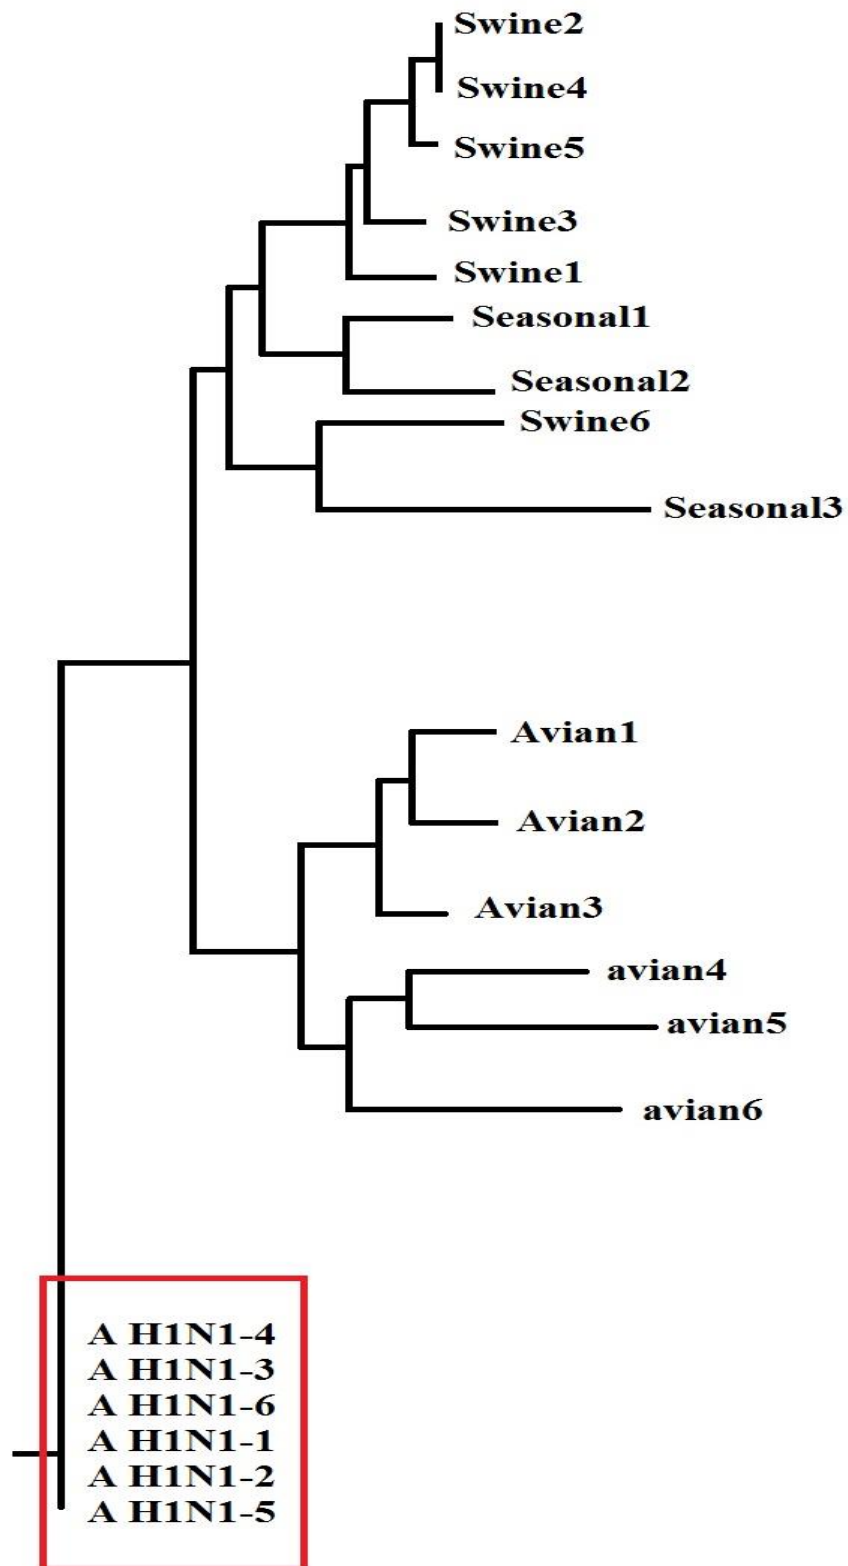 Swine2
Swine4
Swine5
Swine3
Swine1
Seasonal1
Seasonal2
Swine6
Seasonal3
Avian1
Avian2
Avian3
avian4
avian5
avian6
A H1N1-4
A H1N1-3
A H1N1-6
A H1N1-1
A H1N1-2
A H1N1-5